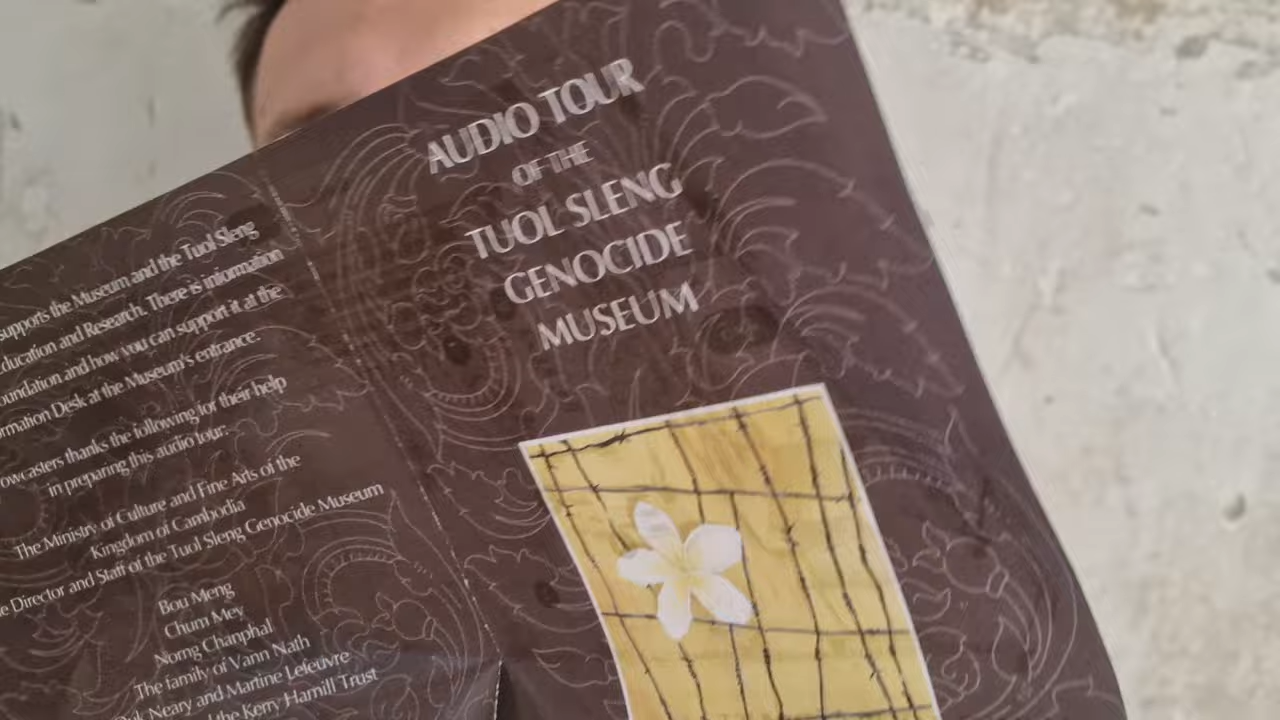 supports the Museum and the Tuol Sleng
Education and Research. There is information
Foundation and how you can support it at the
Information Desk at the Museum's entrance.
Narrowcasters thanks the following for their help
in preparing this audio tour:
The Ministry of Culture and Fine Arts of the
Kingdom of Cambodia
The Director and Staff of the Tuol Sleng Genocide Museum
Bou Meng
Chum Mey
Norng Chanphal
The family of Vann Nath
Neary and Martine Lefeuvre
the Kerry Harnill Trust
AUDIO TOUR
OF THE
TUOL SLENG
GENOCIDE
MUSEUM